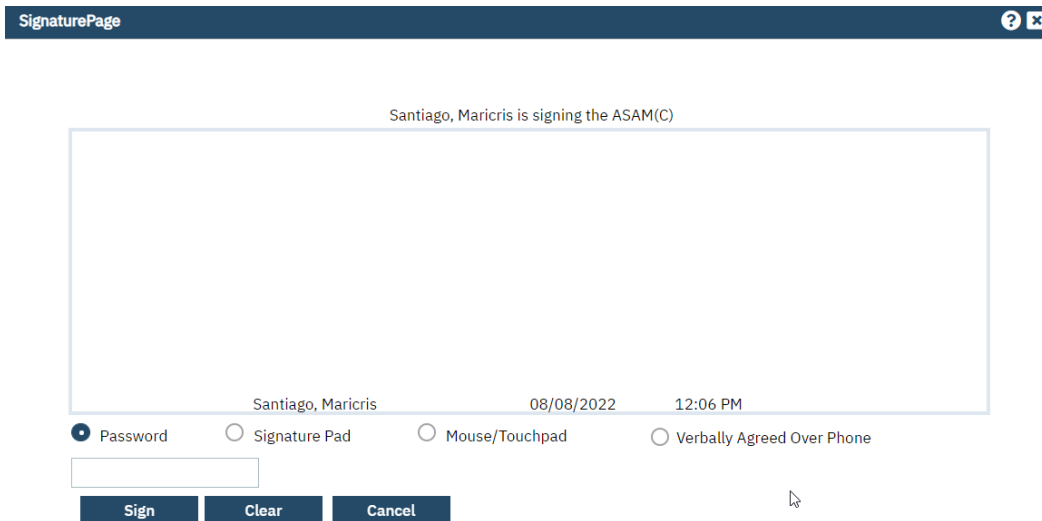 SignaturePage
Santiago, Maricris is signing the ASAM(C)
Santiago, Maricris 08/08/2022 12:06 PM
Password Signature Pad Mouse/Touchpad Verbally Agreed Over Phone
Sign Clear Cancel